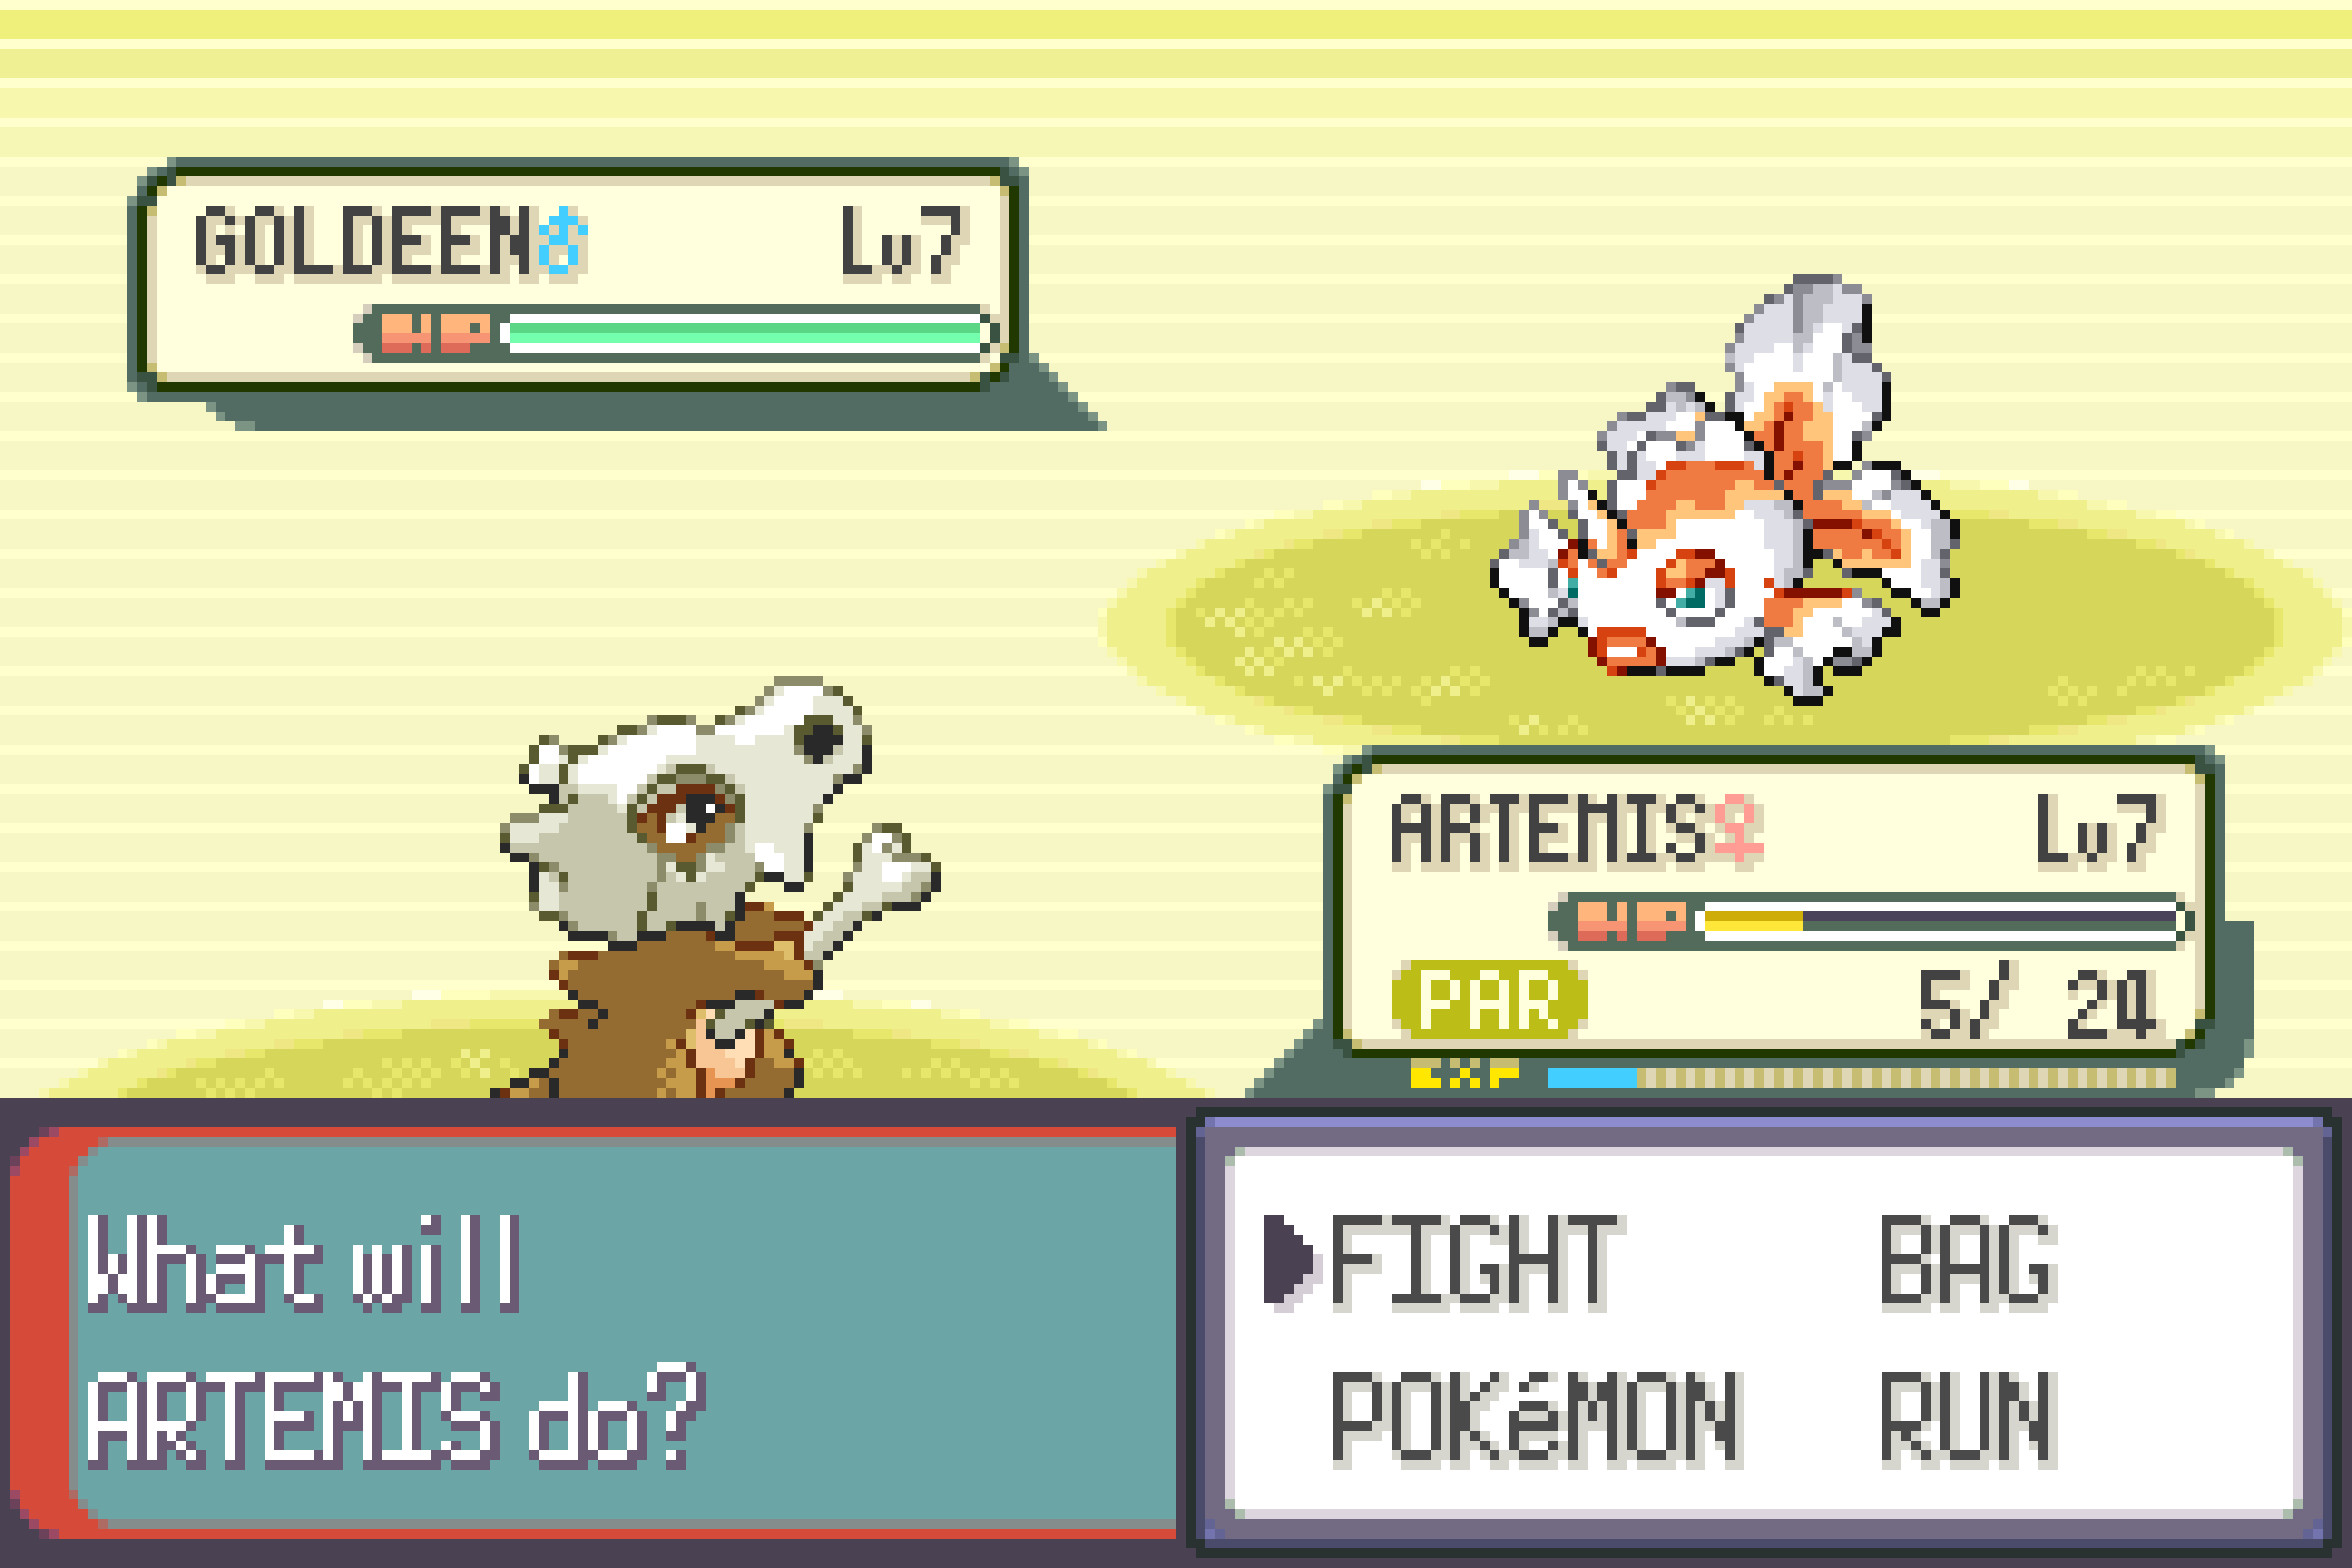 GOLDEEN♂ Lv7
HP
ARTEMIS♀ Lv7
HP
PAR 5/ 24
EXP
What will
ARTEMIS do?
FIGHT BAG
POKéMON RUN